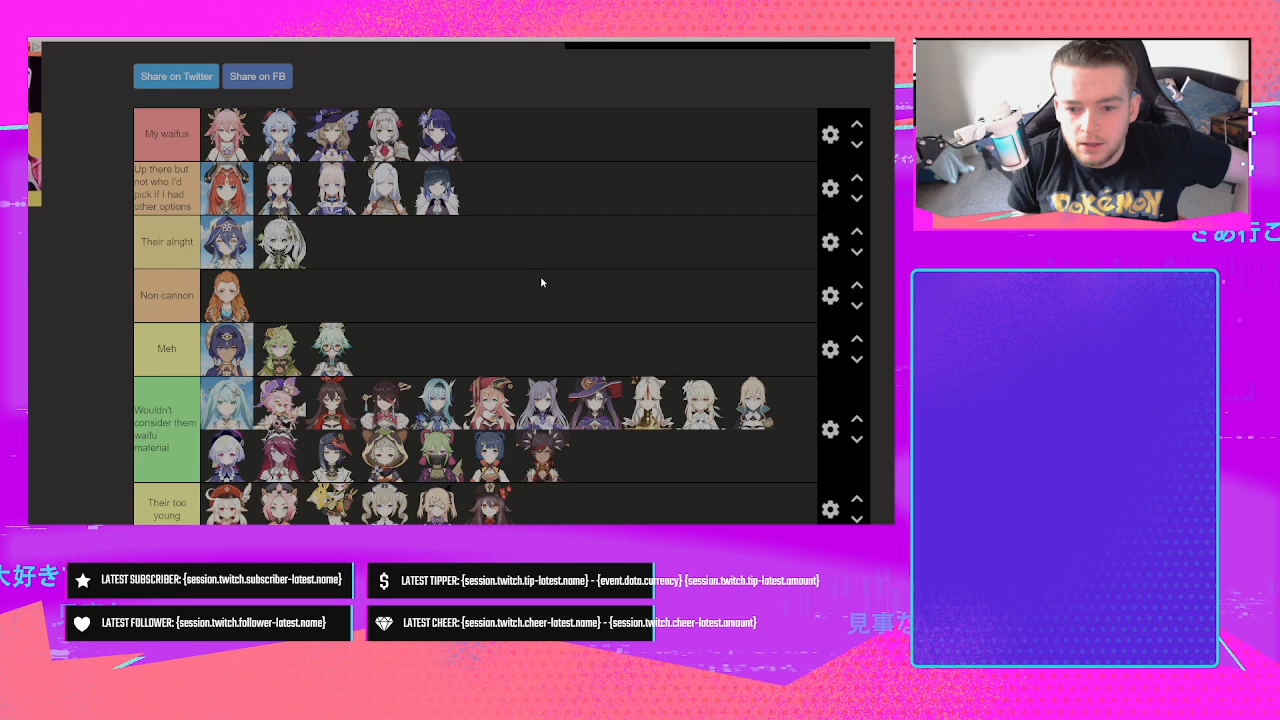 Share on Twitter
Share on FB
My waifus
Up there but
not who I'd
pick if I had
other options
Their alright
Non cannon
Meh
Wouldn't
consider them
waifu
material
Their too
young
POKÉMON
さあ行こ
大好き
見事な
LATEST SUBSCRIBER: {session.twitch.subscriber-latest.name}
LATEST TIPPER: {session.twitch.tip-latest.name} - {event.data.currency} {session.twitch.tip-latest.amount}
LATEST FOLLOWER: {session.twitch.follower-latest.name}
LATEST CHEER: {session.twitch.cheer-latest.name} - {session.twitch.cheer-latest.amount}